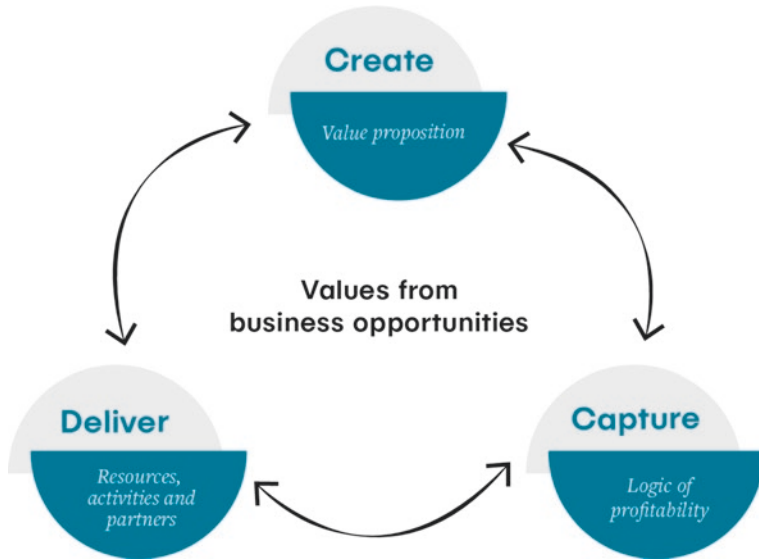 Create
Value proposition
Values from
business opportunities
Deliver
Resources,
activities and
partners
Capture
Logic of
profitability